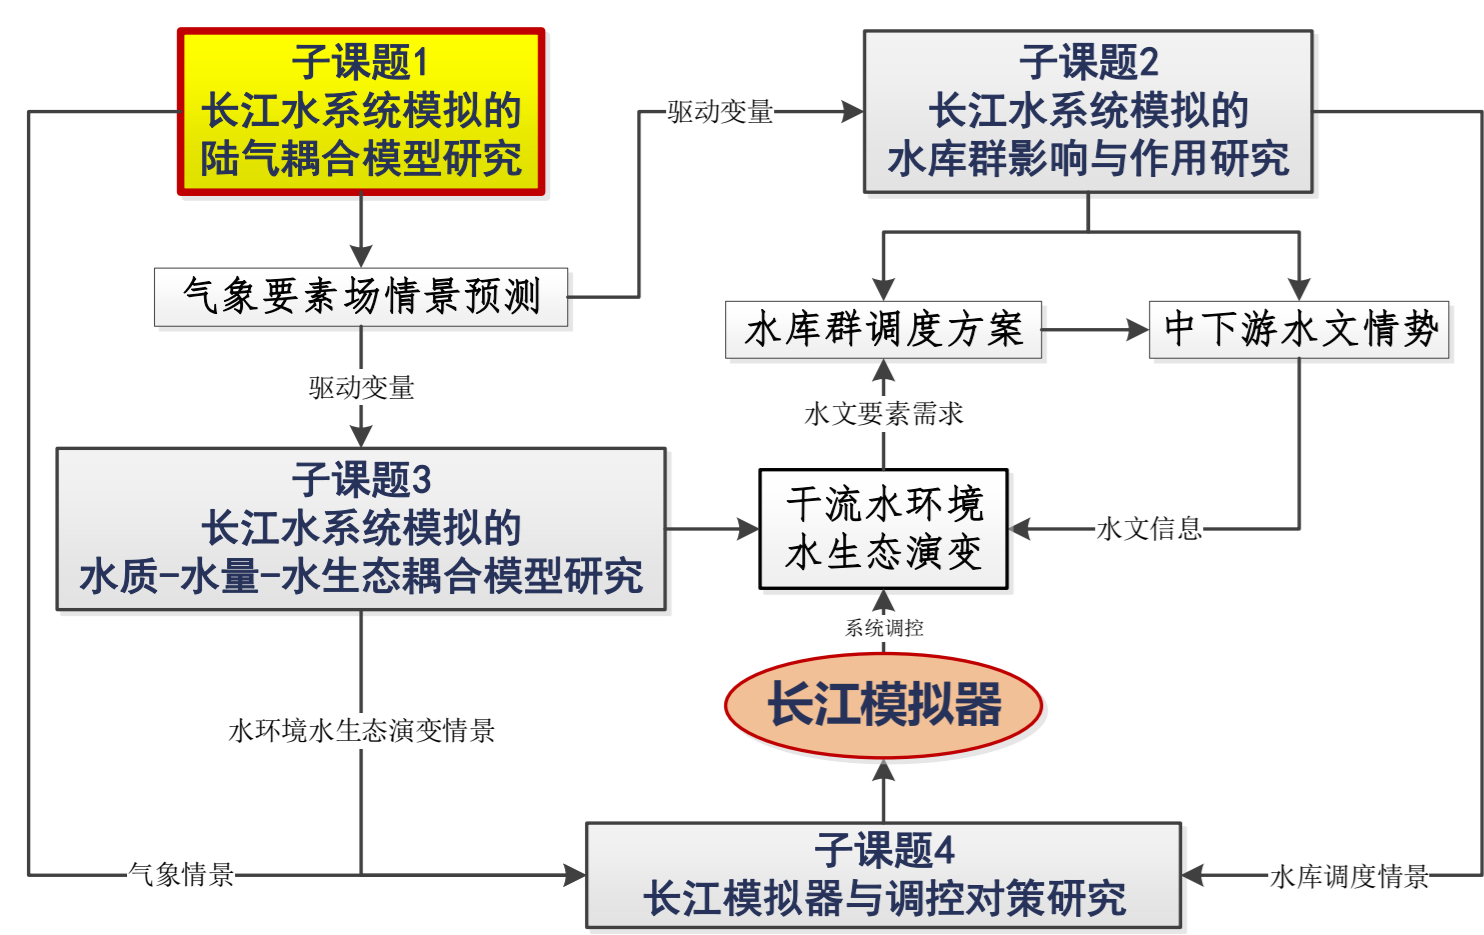 子课题1
长江水系统模拟的
陆气耦合模型研究
子课题2
长江水系统模拟的
水库群影响与作用研究
驱动变量
气象要素场情景预测
水库群调度方案
中下游水文情势
驱动变量
水文要素需求
子课题3
长江水系统模拟的
水质-水量-水生态耦合模型研究
干流水环境
水生态演变
水文信息
系统调控
长江模拟器
水环境水生态演变情景
子课题4
长江模拟器与调控对策研究
气象情景
水库调度情景